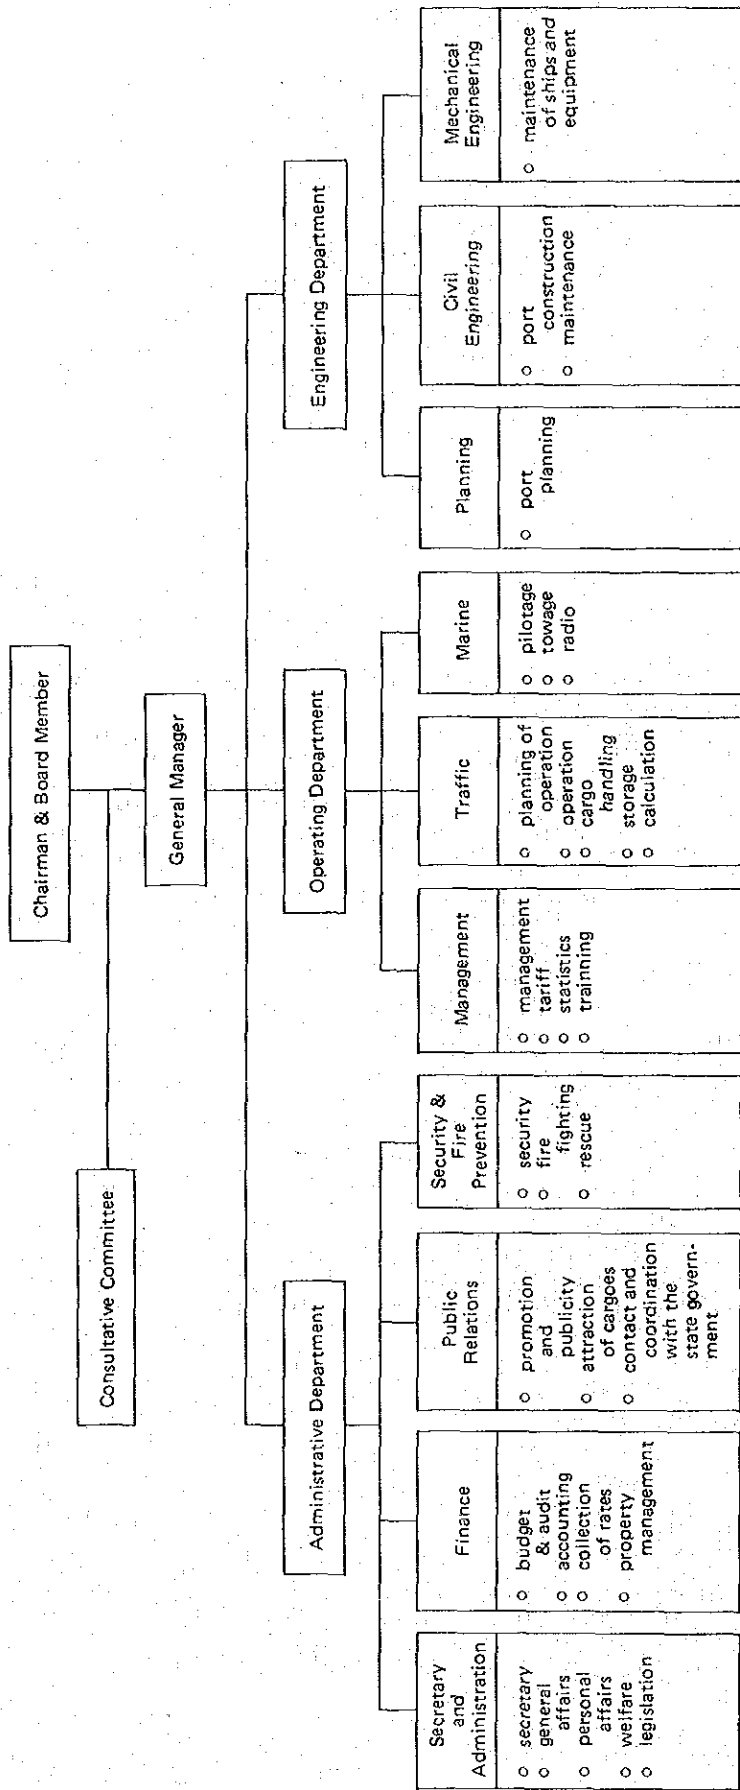 Chairman & Board Member
Consultative Committee
General Manager
Administrative Department
Operating Department
Engineering Department
Secretary
and
Administration
o secretary
o general
affairs
o personal
affairs
o welfare
o legislation
Finance
o budget
& audit
o accounting
o collection
of rates
o property
management
Public
Relations
o promotion
and
publicity
o attraction
of cargoes
o contact and
coordination
with the
state govern-
ment
Security &
Fire
Prevention
o security
o fire
fighting
o rescue
Management
o management
o tariff
o statistics
o trainning
Traffic
o planning of
operation
o operation
o cargo
handling
o storage
o calculation
Marine
o pilotage
o towage
o radio
Planning
o port
planning
Civil
Engineering
o port
construction
o maintenance
Mechanical
Engineering
o maintenance
of ships and
equipment